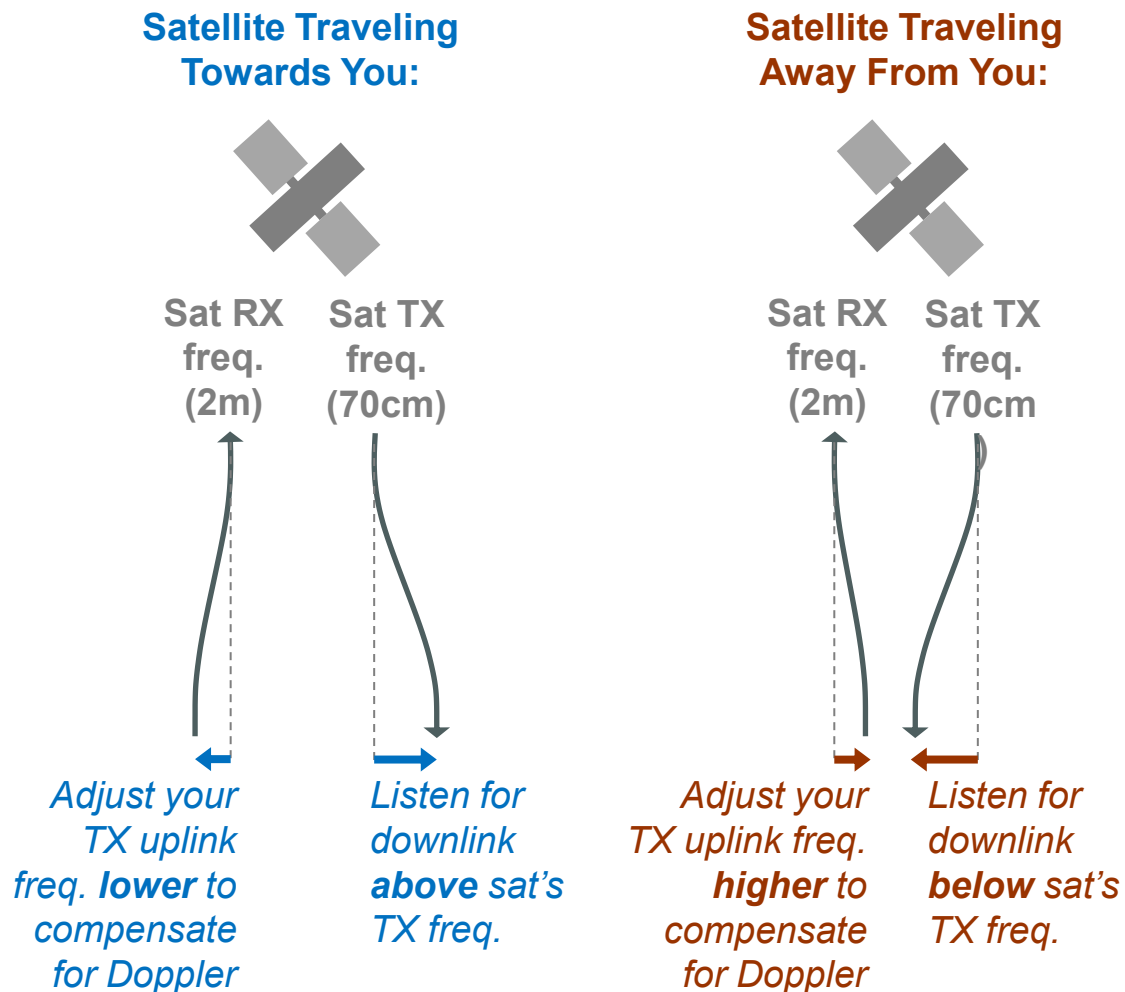 Satellite Traveling
Towards You:
Sat RX
freq.
(2m)
Sat TX
freq.
(70cm)
Adjust your
TX uplink
freq. lower to
compensate
for Doppler
Listen for
downlink
above sat's
TX freq.
Satellite Traveling
Away From You:
Sat RX
freq.
(2m)
Sat TX
freq.
(70cm
)
Adjust your
TX uplink freq.
higher to
compensate
for Doppler
Listen for
downlink
below sat's
TX freq.